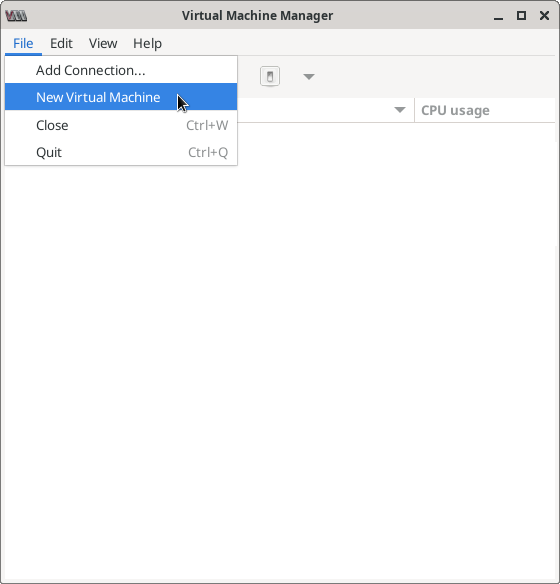 Virtual Machine Manager
File Edit View Help
Add Connection...
New Virtual Machine
Close Ctrl+W
Quit Ctrl+Q
CPU usage